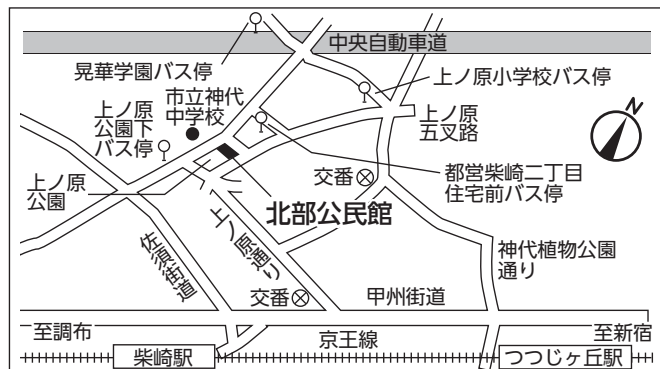 中央自動車道
晃華学園バス停
上ノ原小学校バス停
市立神代
中学校
上ノ原
公園下
バス停
上ノ原
五叉路
N
都営柴崎二丁目
住宅前バス停
交番
上ノ原
公園
北部公民館
上ノ原通り
佐須街道
神代植物公園
通り
交番
甲州街道
至調布
京王線
至新宿
柴崎駅
つつじヶ丘駅